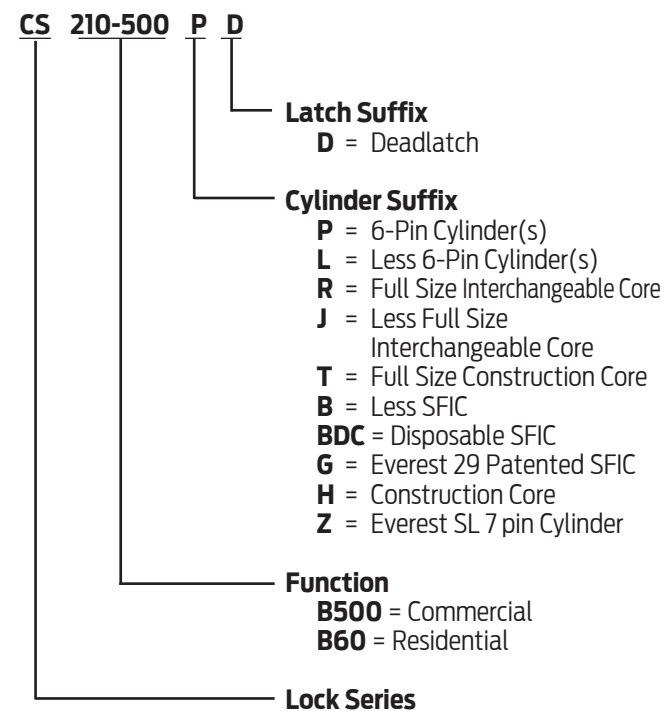 CS 210-500 P D
Latch Suffix
D = Deadlatch
Cylinder Suffix
P = 6-Pin Cylinder(s)
L = Less 6-Pin Cylinder(s)
R = Full Size Interchangeable Core
J = Less Full Size
Interchangeable Core
T = Full Size Construction Core
B = Less SFIC
BDC = Disposable SFIC
G = Everest 29 Patented SFIC
H = Construction Core
Z = Everest SL 7 pin Cylinder
Function
B500 = Commercial
B60 = Residential
Lock Series